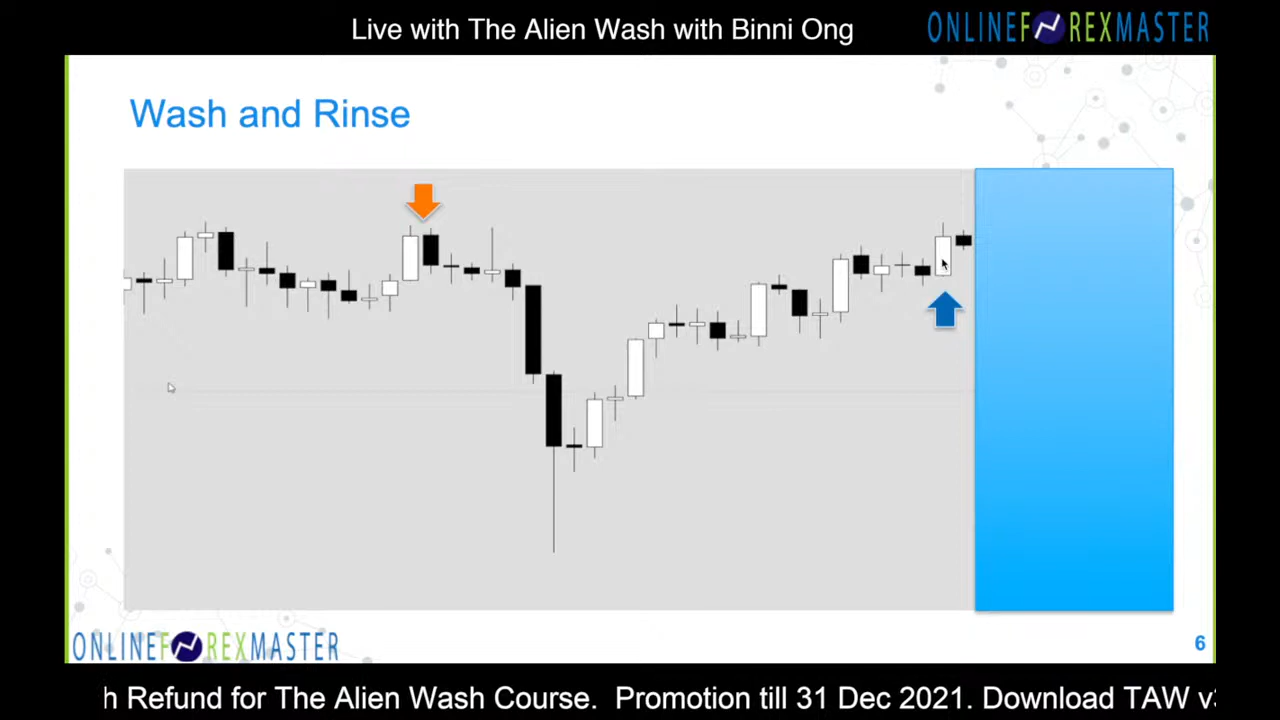 Live with The Alien Wash with Binni Ong
ONLINEFOREXMASTER
Wash and Rinse
ONLINEFOREXMASTER
6
Refund for The Alien Wash Course. Promotion till 31 Dec 2021. Download TAW